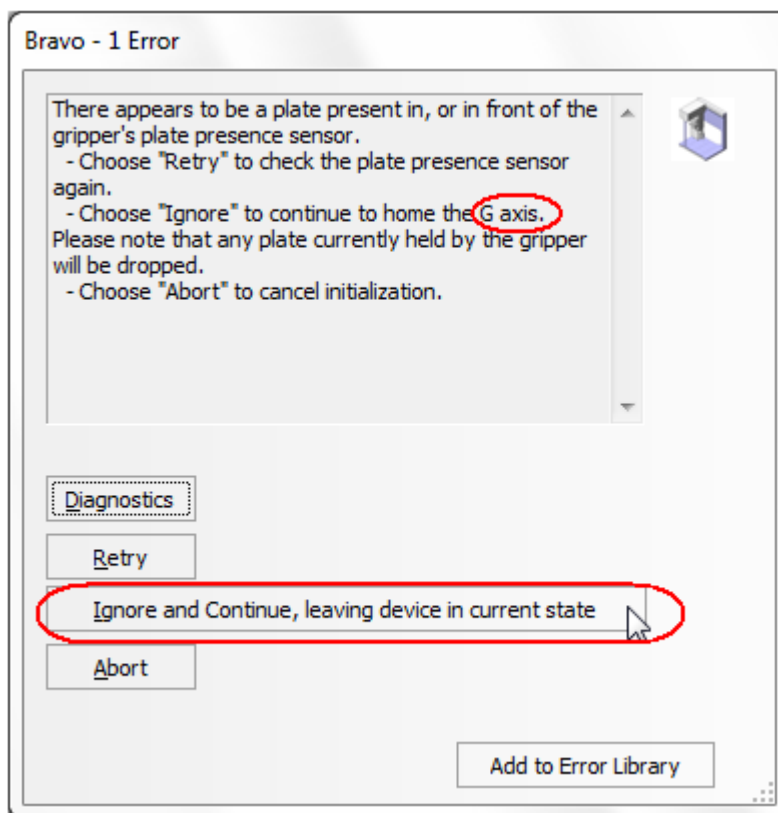 Bravo - 1 Error
There appears to be a plate present in, or in front of the
gripper's plate presence sensor.
- Choose "Retry" to check the plate presence sensor
again.
- Choose "Ignore" to continue to home the G axis.
Please note that any plate currently held by the gripper
will be dropped.
- Choose "Abort" to cancel initialization.
Diagnostics
Retry
Ignore and Continue, leaving device in current state
Abort
Add to Error Library